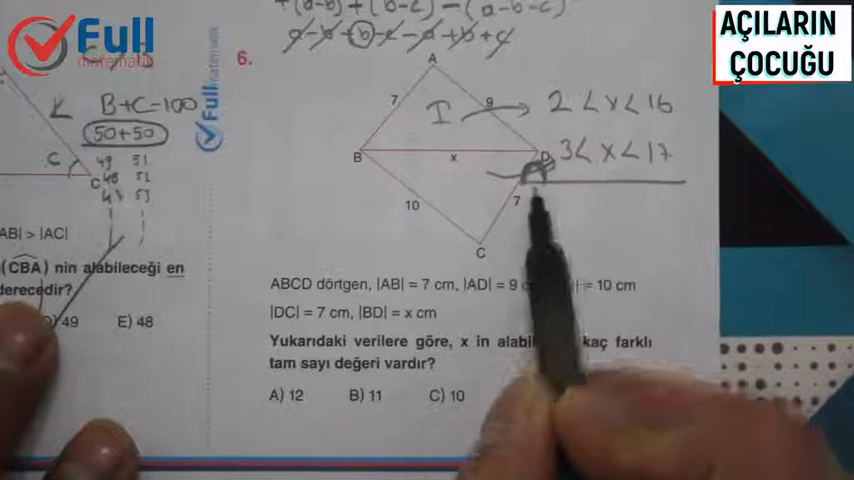 +(a-b)+(b-c)-(a-b-c)
a-b+b-c-a+b+c
Full
matematik
AÇILARIN
ÇOCUĞU
Full matematik
B+C=100
50+50
49 51
48 52
47 53
C
C
AB| > |AC|
(CBA) nin alabileceği en
derecedir?
49
E) 48
6.
A
7
9
I
2 < x < 16
B
x
D
3 < x < 17
10
7
C
ABCD dörtgen, |AB| = 7 cm, |AD| = 9 | = 10 cm
|DC| = 7 cm, |BD| = x cm
Yukarıdaki verilere göre, x in kaç farklı
tam sayı değeri vardır?
A) 12
B) 11
C) 10